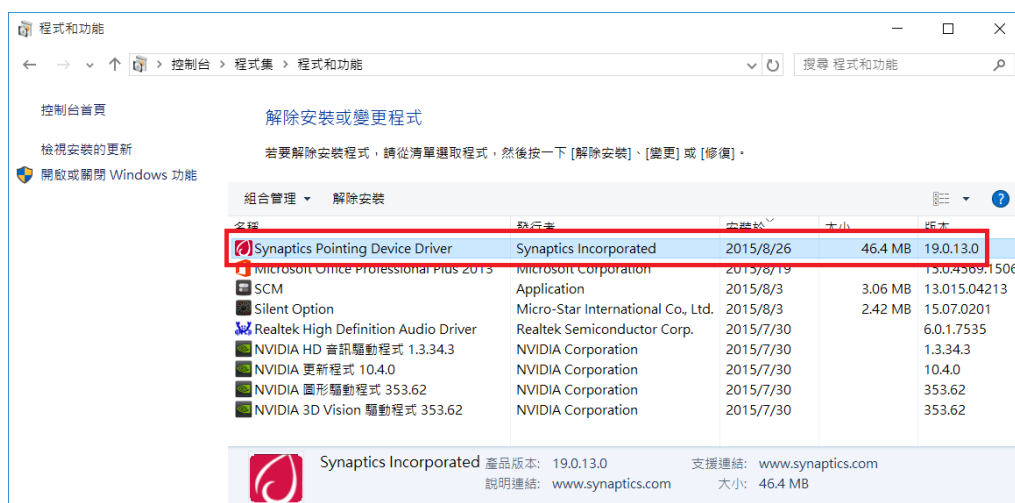 程式和功能
控制台 程式集 程式和功能 搜尋 程式和功能
控制台首頁
檢視安裝的更新
開啟或關閉 Windows 功能
解除安裝或變更程式
若要解除安裝程式，請從清單選取程式，然後按一下 [解除安裝]、[變更] 或 [修復]。
組合管理 解除安裝
名稱 發行者 安裝於 大小 版本
Synaptics Pointing Device Driver Synaptics Incorporated 2015/8/26 46.4 MB 19.0.13.0
Microsoft Office Professional Plus 2013 Microsoft Corporation 2015/8/19 15.0.4569.1506
SCM Application 2015/8/3 3.06 MB 13.015.04213
Silent Option Micro-Star International Co., Ltd. 2015/8/3 2.42 MB 15.07.0201
Realtek High Definition Audio Driver Realtek Semiconductor Corp. 2015/7/30 6.0.1.7535
NVIDIA HD 音訊驅動程式 1.3.34.3 NVIDIA Corporation 2015/7/30 1.3.34.3
NVIDIA 更新程式 10.4.0 NVIDIA Corporation 2015/7/30 10.4.0
NVIDIA 圖形驅動程式 353.62 NVIDIA Corporation 2015/7/30 353.62
NVIDIA 3D Vision 驅動程式 353.62 NVIDIA Corporation 2015/7/30 353.62
Synaptics Incorporated 產品版本: 19.0.13.0 支援連結: www.synaptics.com
說明連結: www.synaptics.com 大小: 46.4 MB